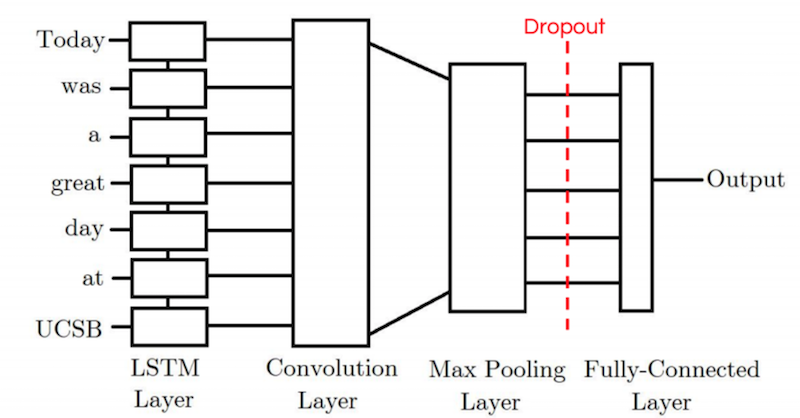 Dropout
Today
was
a
great
day
at
UCSB
Output
LSTM
Layer
Convolution
Layer
Max Pooling
Layer
Fully-Connected
Layer